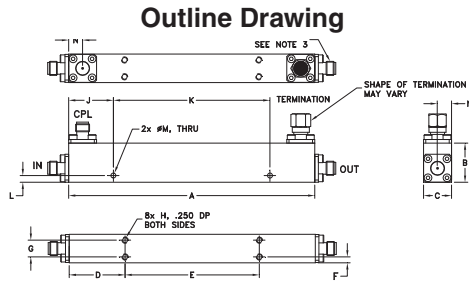 Outline Drawing
N
SEE NOTE 3
J
K
TERMINATION
SHAPE OF TERMINATION
MAY VARY
CPL
2x øM, THRU
IN
OUT
B
L
A
C
8x H, .250 DP
BOTH SIDES
G
D
E
F